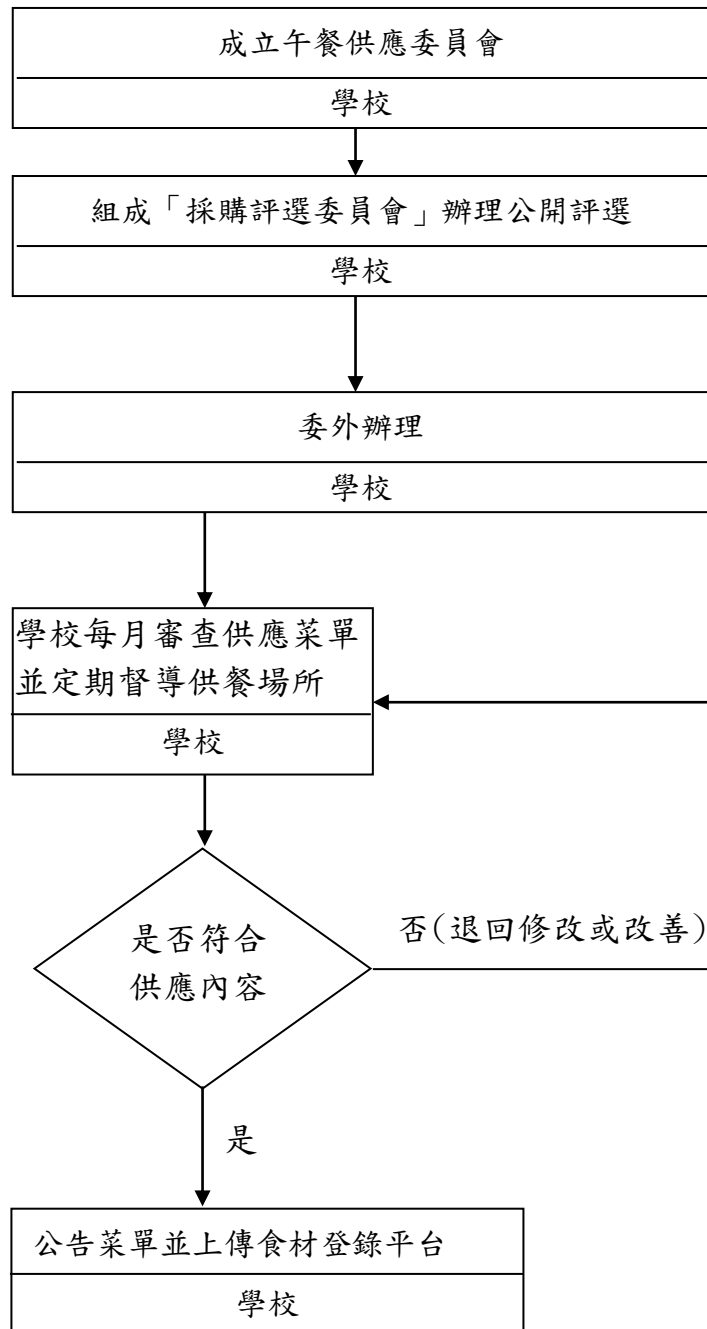 成立午餐供應委員會
學校
組成「採購評選委員會」辦理公開評選
學校
委外辦理
學校
學校每月審查供應菜單
並定期督導供餐場所
學校
是否符合
供應內容
否(退回修改或改善)
是
公告菜單並上傳食材登錄平台
學校